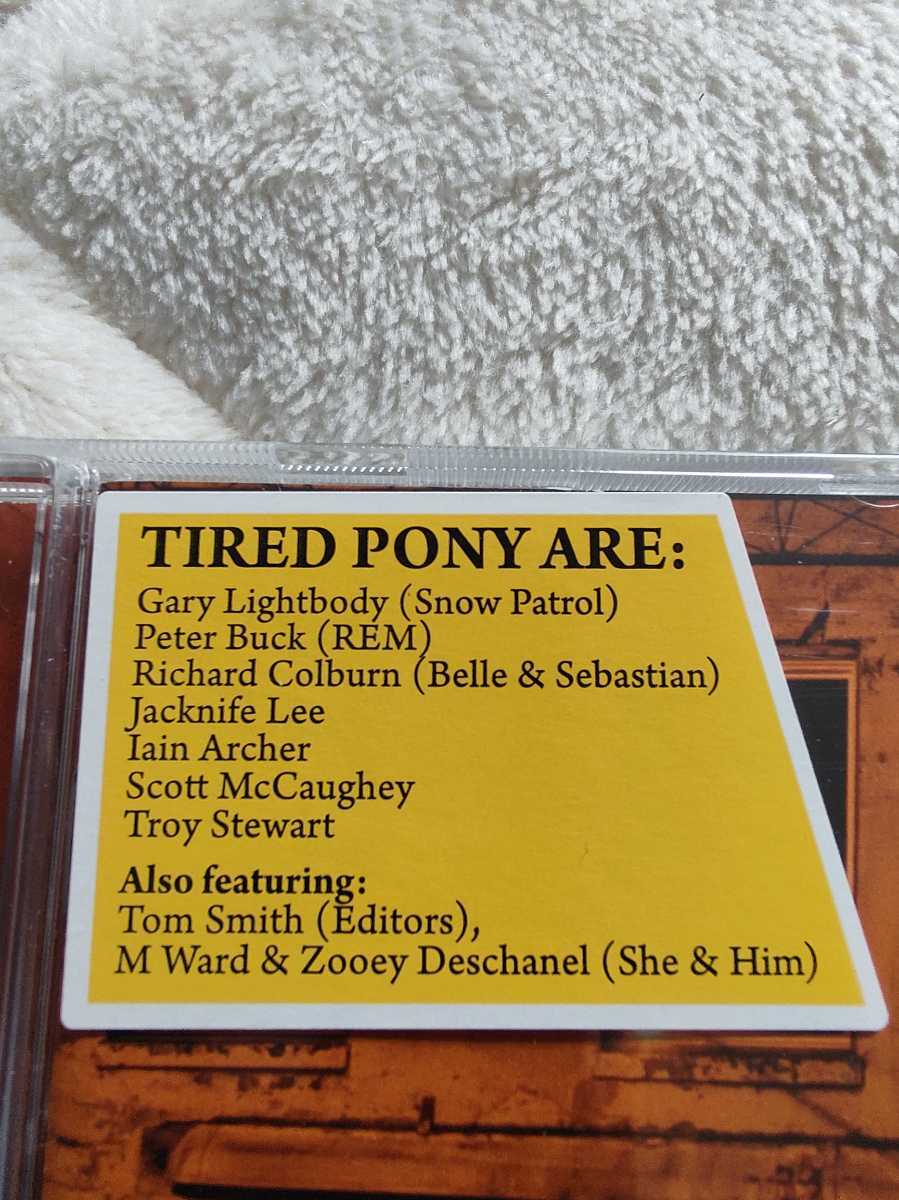 TIRED PONY ARE:
Gary Lightbody (Snow Patrol)
Peter Buck (REM)
Richard Colburn (Belle & Sebastian)
Jacknife Lee
Iain Archer
Scott McCaughey
Troy Stewart
Also featuring:
Tom Smith (Editors),
M Ward & Zooey Deschanel (She & Him)